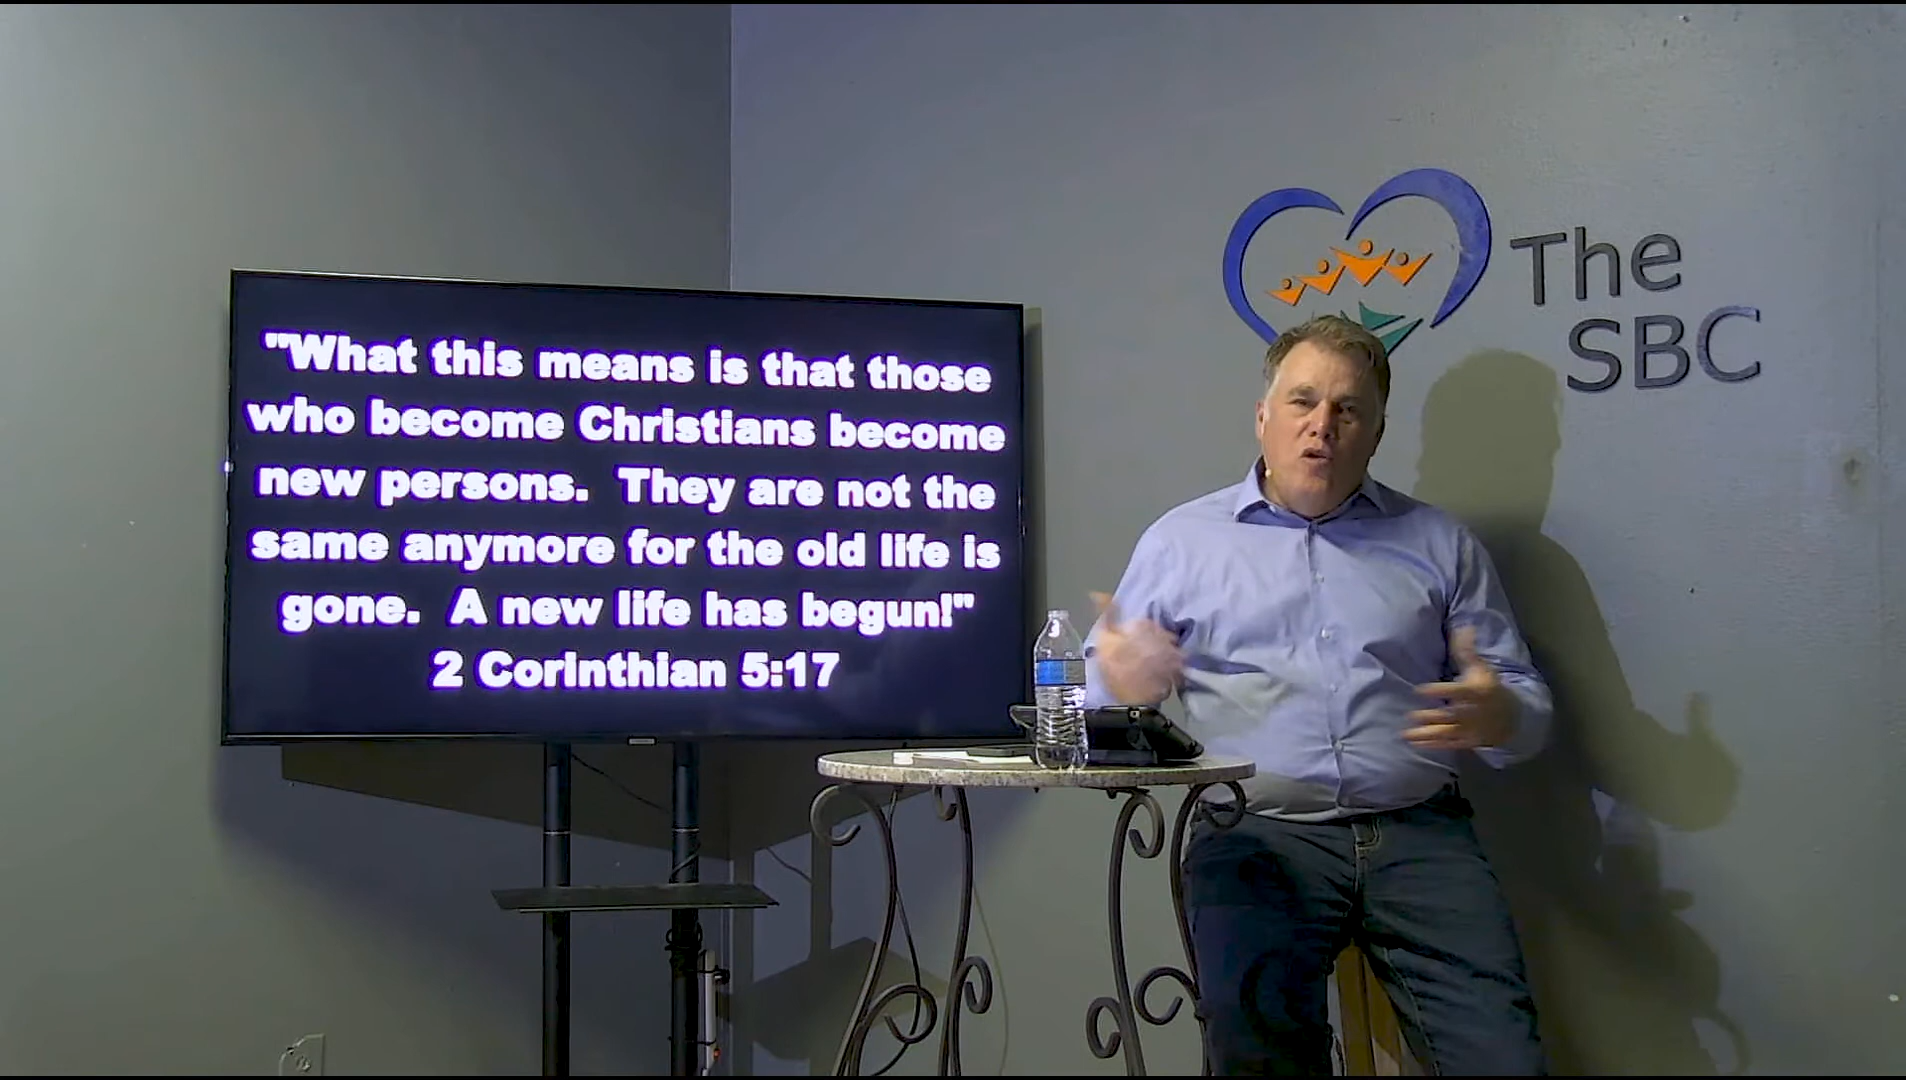 "What this means is that those
who become Christians become
new persons.  They are not the
same anymore for the old life is
gone.  A new life has begun!"
2 Corinthian 5:17
The
SBC